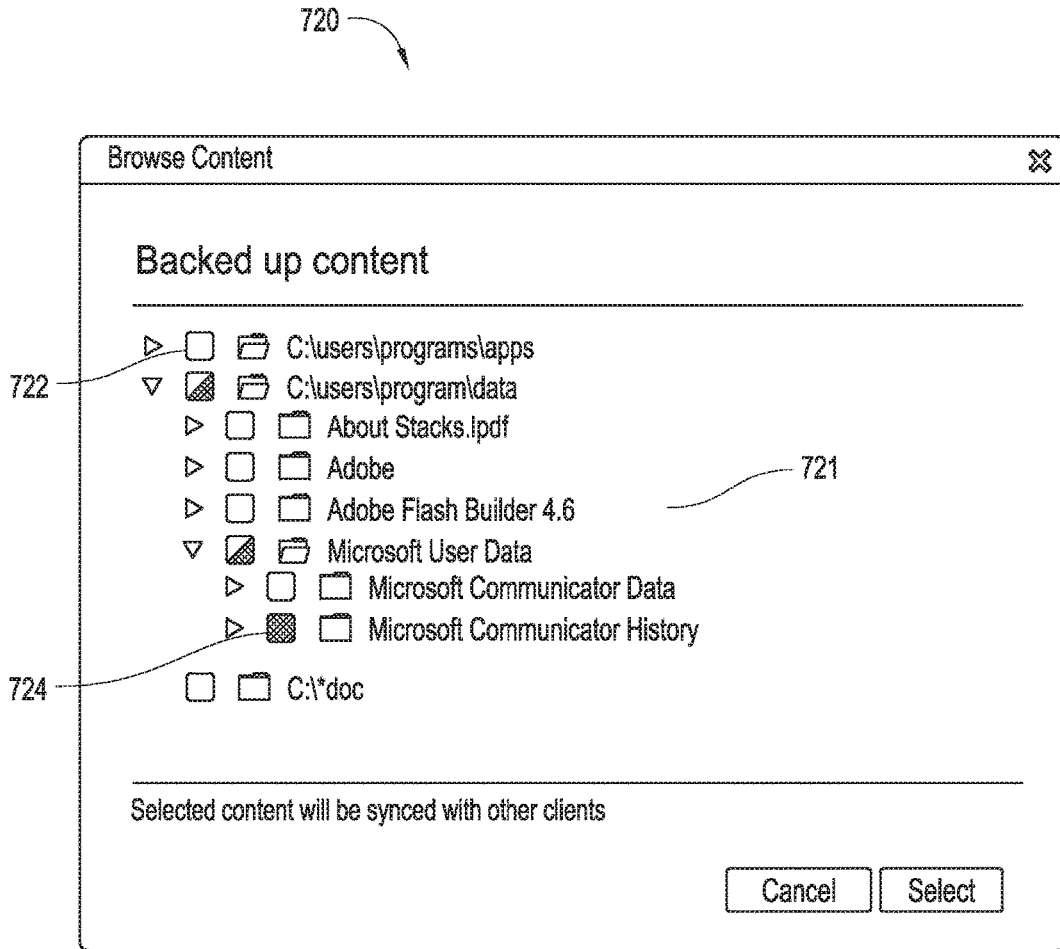 720
Browse Content
Backed up content
C:\users\programs\apps
722
C:\users\program\data
About Stacks.lpdf
Adobe
721
Adobe Flash Builder 4.6
Microsoft User Data
Microsoft Communicator Data
Microsoft Communicator History
724
C:\*doc
Selected content will be synced with other clients
Cancel Select